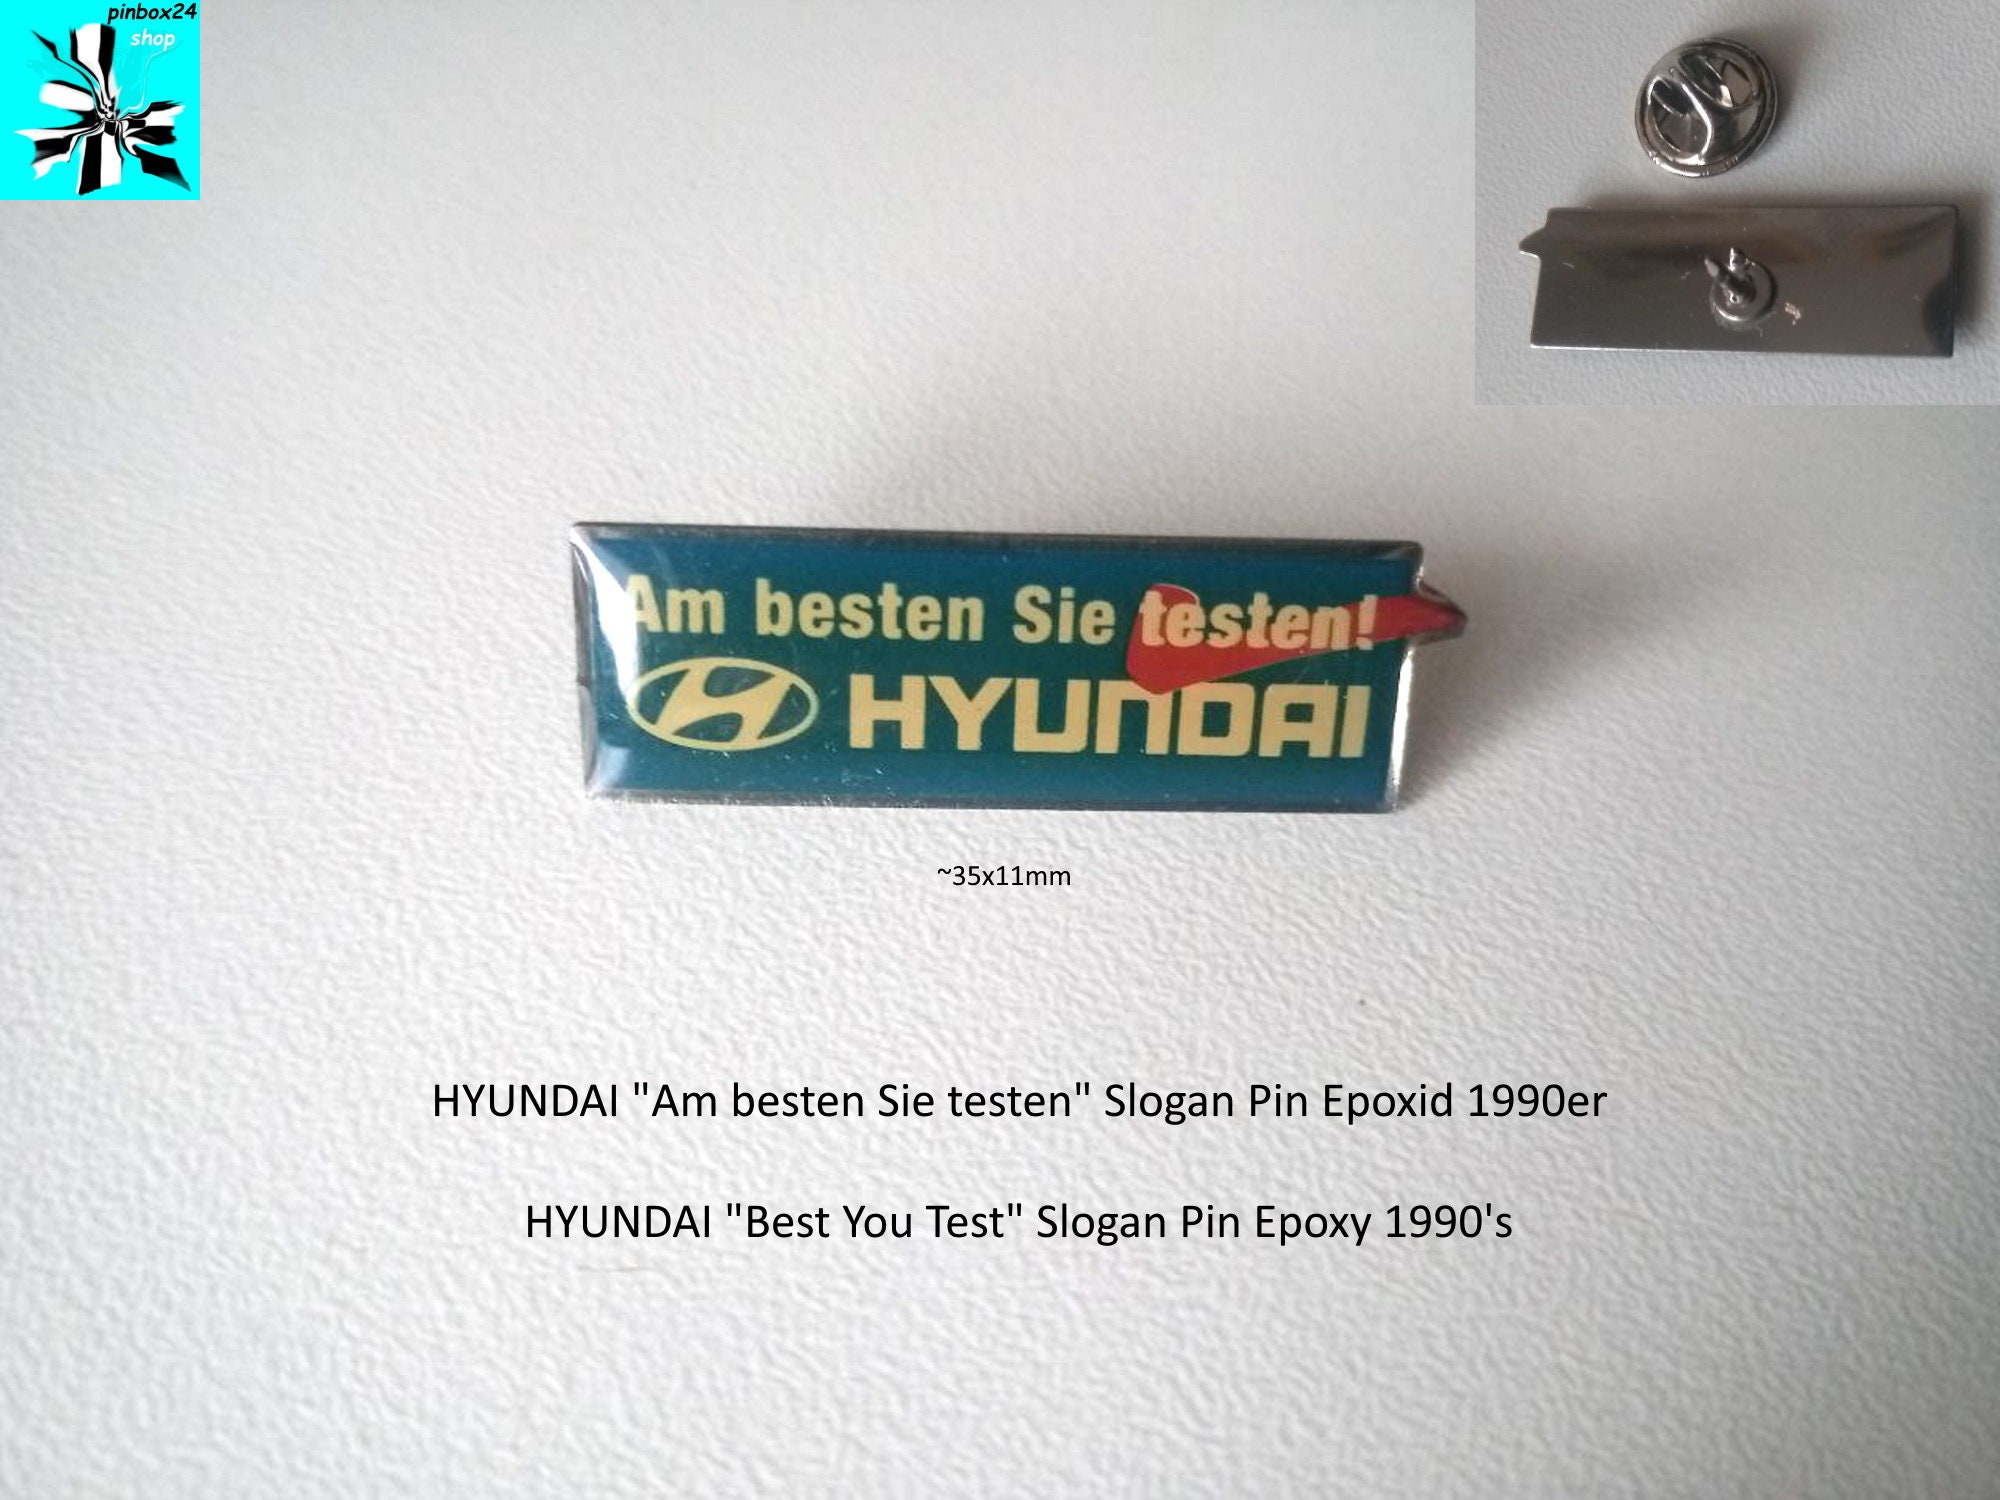 pinbox24
shop
Am besten Sie testen!
HYUNDAI
~35x11mm
HYUNDAI "Am besten Sie testen" Slogan Pin Epoxid 1990er
HYUNDAI "Best You Test" Slogan Pin Epoxy 1990's